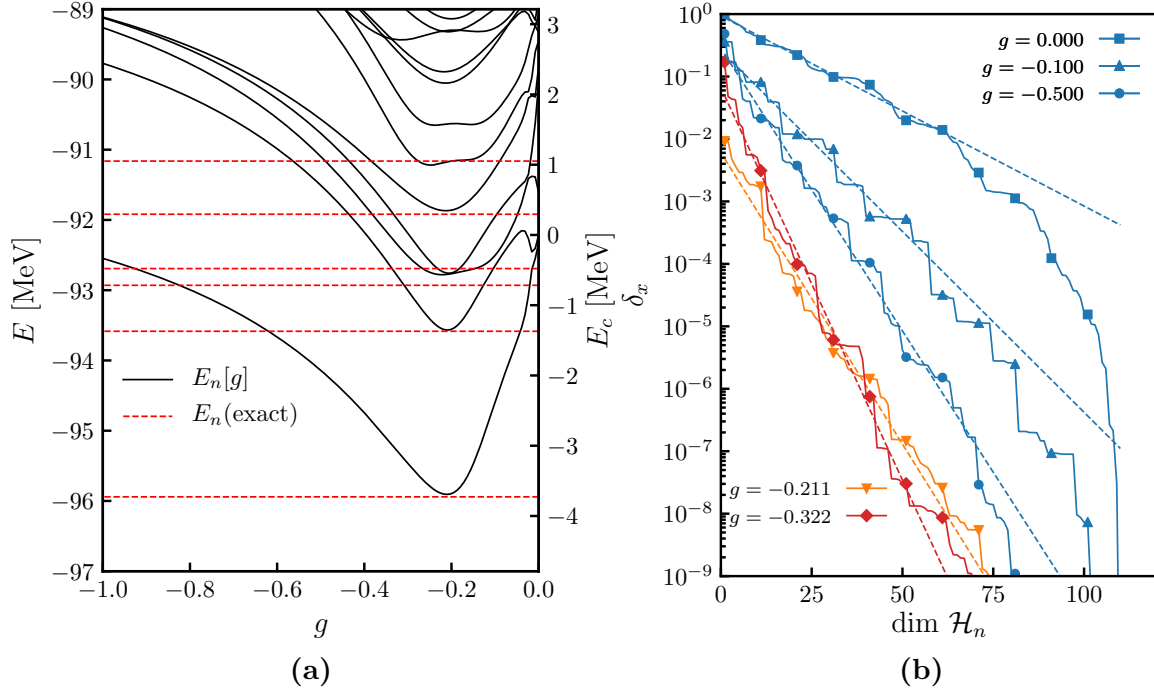 −89
−90
−91
−92
−93
−94
−95
−96
−97
E [MeV]
3
2
1
0
−1
−2
−3
−4
E_c [MeV]
E_n[g]
E_n(exact)
−1.0
−0.8
−0.6
−0.4
−0.2
0.0
g
(a)
10^0
10^{-1}
10^{-2}
10^{-3}
10^{-4}
10^{-5}
10^{-6}
10^{-7}
10^{-8}
10^{-9}
δ_x
g = 0.000
g = −0.100
g = −0.500
g = −0.211
g = −0.322
0
25
50
75
100
dim ℋ_n
(b)